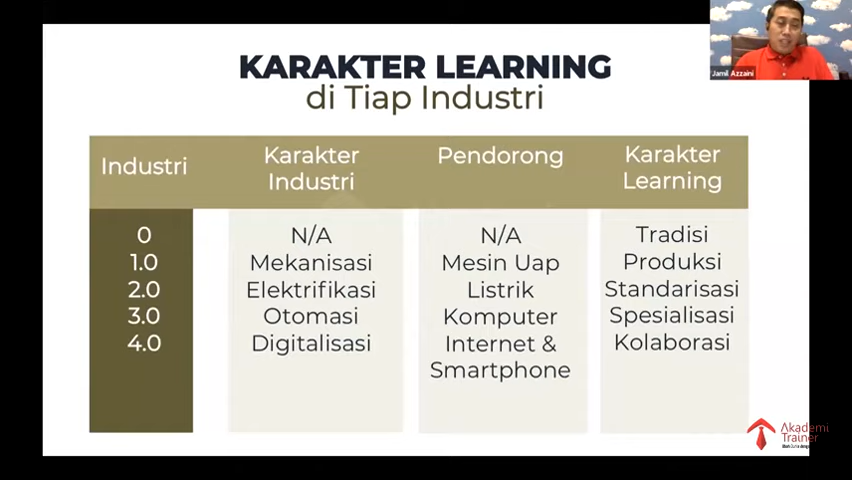 Jamil Azzaini
KARAKTER LEARNING
di Tiap Industri
Industri
Karakter
Industri
Pendorong
Karakter
Learning
0 N/A N/A Tradisi
1.0 Mekanisasi Mesin Uap Produksi
2.0 Elektrifikasi Listrik Standarisasi
3.0 Otomasi Komputer Spesialisasi
4.0 Digitalisasi Internet & Kolaborasi
Smartphone
Akademi
Trainer